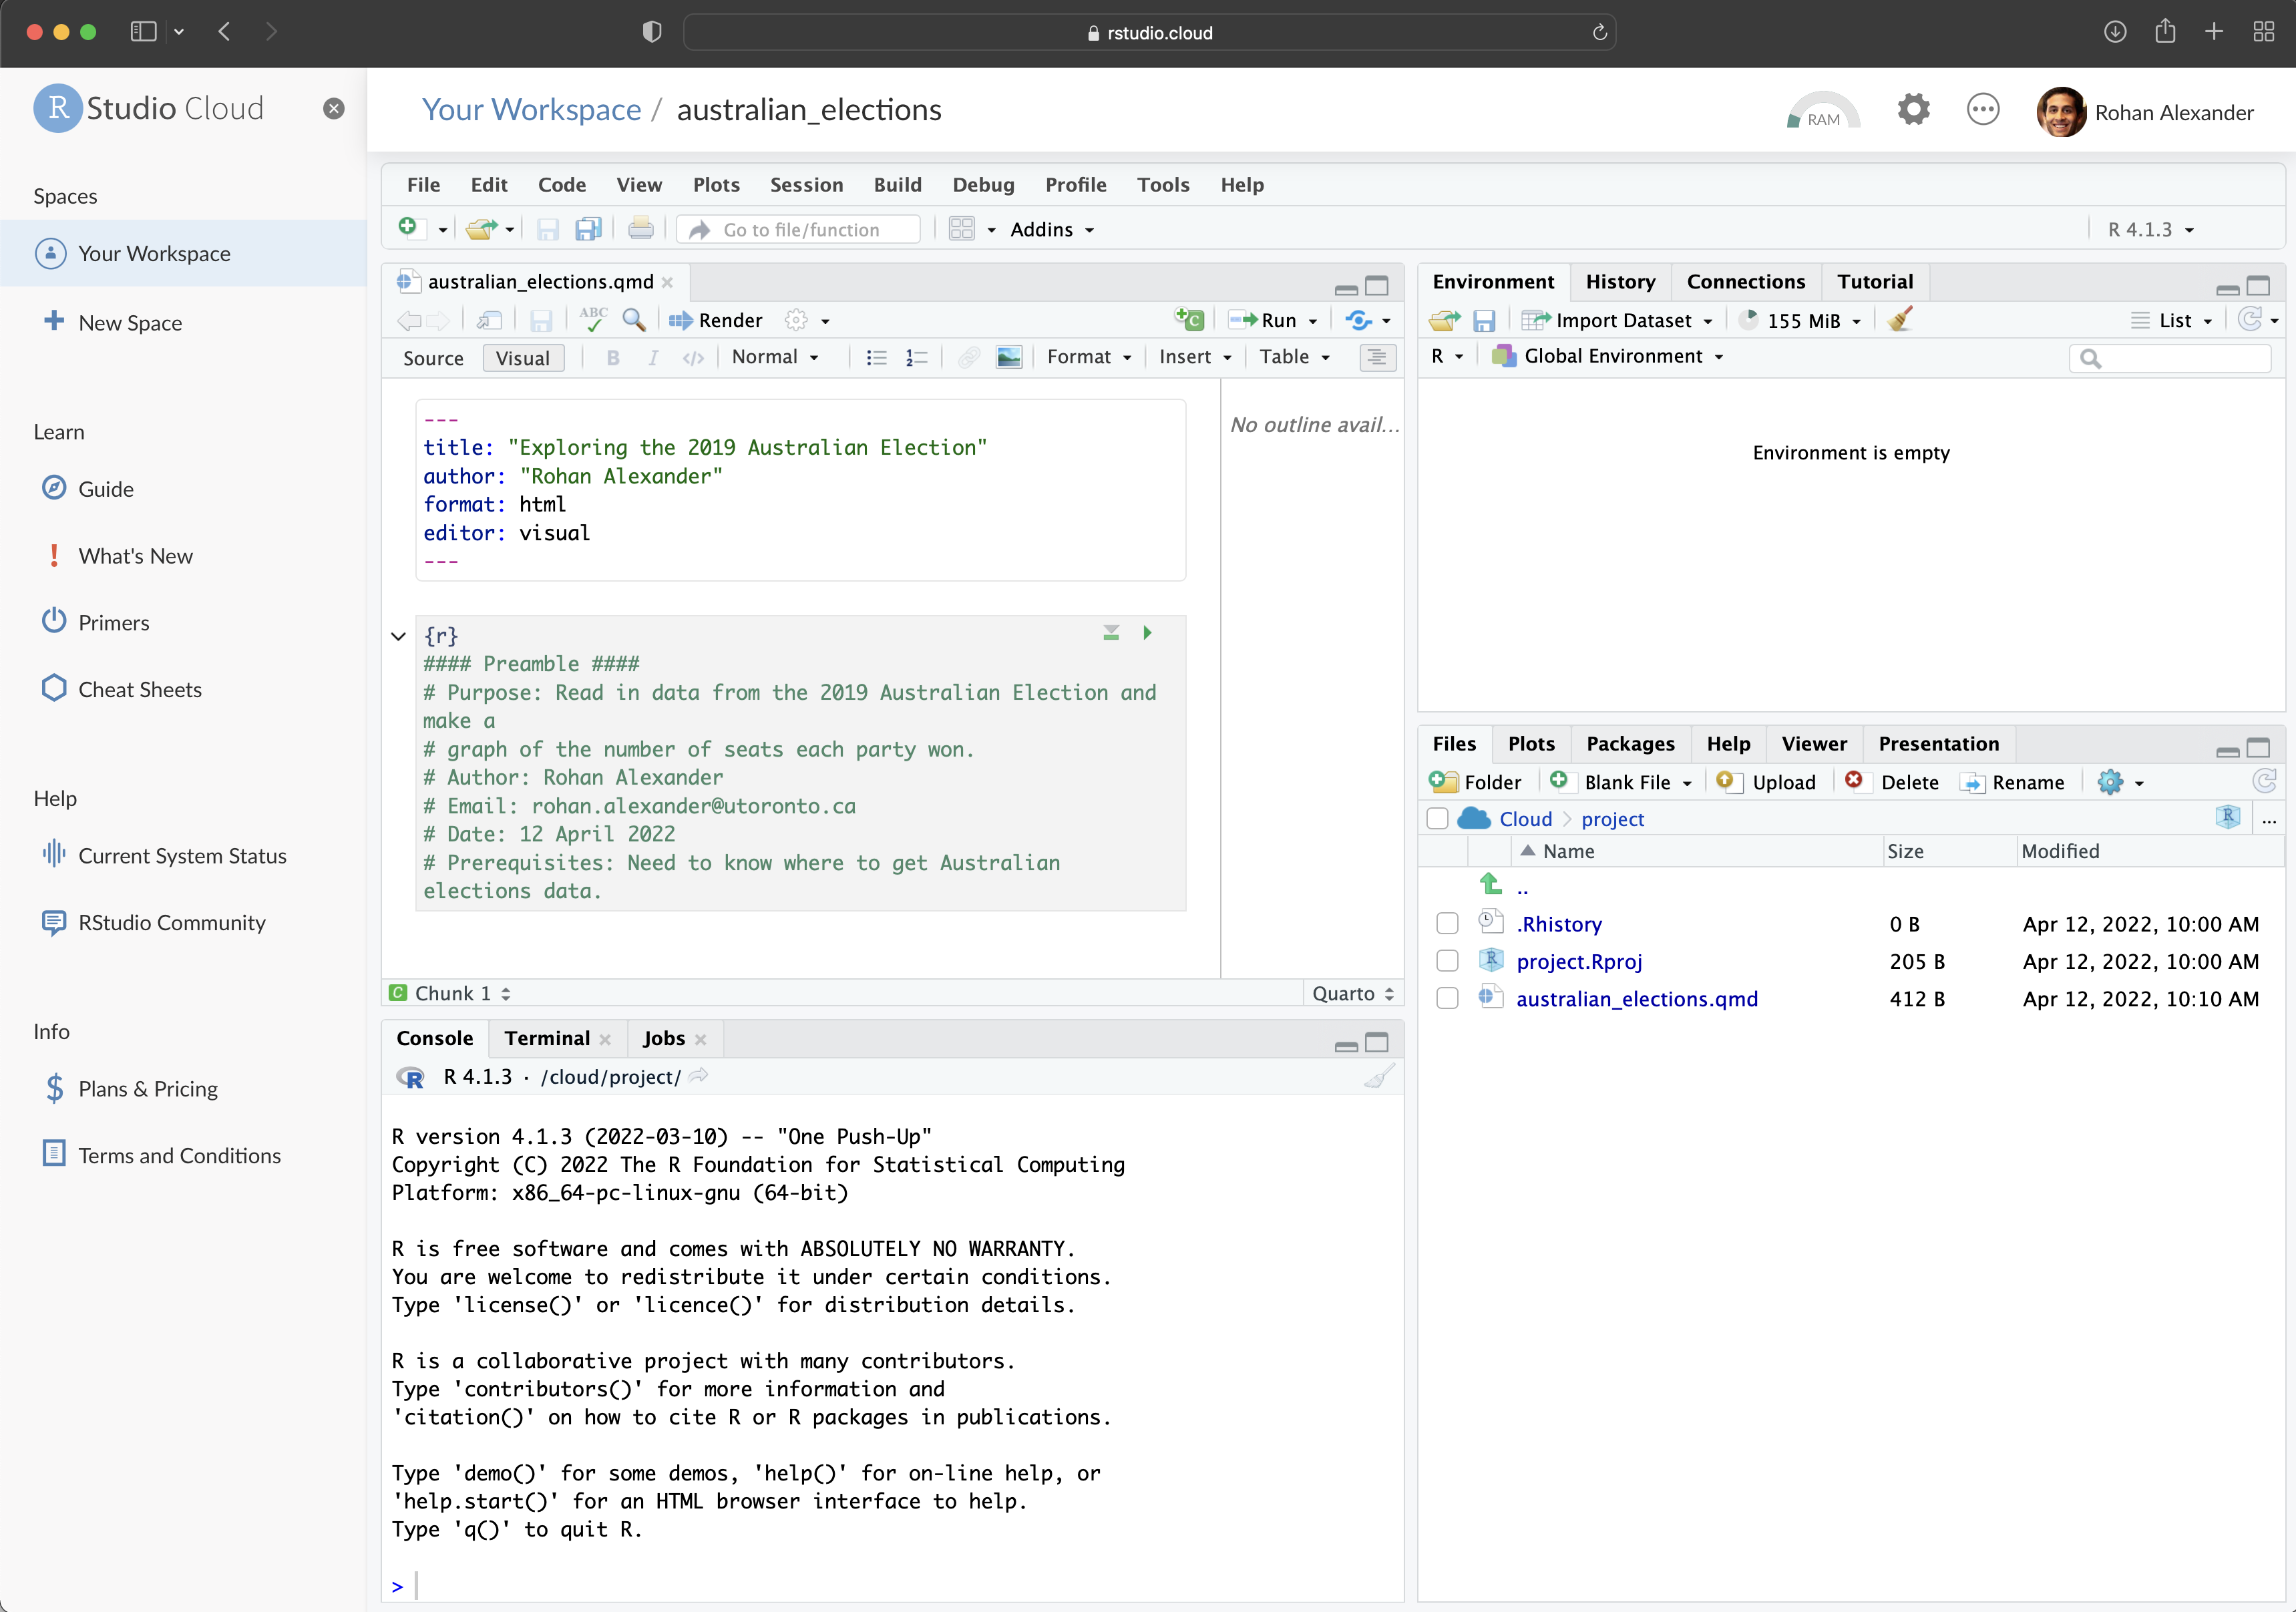 rstudio.cloud
R Studio Cloud
Your Workspace / australian_elections
RAM
Rohan Alexander
Spaces
Your Workspace
New Space
Learn
Guide
What's New
Primers
Cheat Sheets
Help
Current System Status
RStudio Community
Info
Plans & Pricing
Terms and Conditions
File Edit Code View Plots Session Build Debug Profile Tools Help
Go to file/function Addins R 4.1.3
australian_elections.qmd
ABC Render Run
Source Visual B I </> Normal Format Insert Table
---
title: "Exploring the 2019 Australian Election"
author: "Rohan Alexander"
format: html
editor: visual
---
No outline avail...
{r}
#### Preamble ####
# Purpose: Read in data from the 2019 Australian Election and
make a
# graph of the number of seats each party won.
# Author: Rohan Alexander
# Email: rohan.alexander@utoronto.ca
# Date: 12 April 2022
# Prerequisites: Need to know where to get Australian
elections data.
C Chunk 1 Quarto
Console Terminal Jobs
R R 4.1.3 · /cloud/project/
R version 4.1.3 (2022-03-10) -- "One Push-Up"
Copyright (C) 2022 The R Foundation for Statistical Computing
Platform: x86_64-pc-linux-gnu (64-bit)
R is free software and comes with ABSOLUTELY NO WARRANTY.
You are welcome to redistribute it under certain conditions.
Type 'license()' or 'licence()' for distribution details.
R is a collaborative project with many contributors.
Type 'contributors()' for more information and
'citation()' on how to cite R or R packages in publications.
Type 'demo()' for some demos, 'help()' for on-line help, or
'help.start()' for an HTML browser interface to help.
Type 'q()' to quit R.
>
Environment History Connections Tutorial
Import Dataset 155 MiB List
R Global Environment
Environment is empty
Files Plots Packages Help Viewer Presentation
Folder Blank File Upload Delete Rename
Cloud > project R ...
Name Size Modified
..
.Rhistory 0 B Apr 12, 2022, 10:00 AM
project.Rproj 205 B Apr 12, 2022, 10:00 AM
australian_elections.qmd 412 B Apr 12, 2022, 10:10 AM